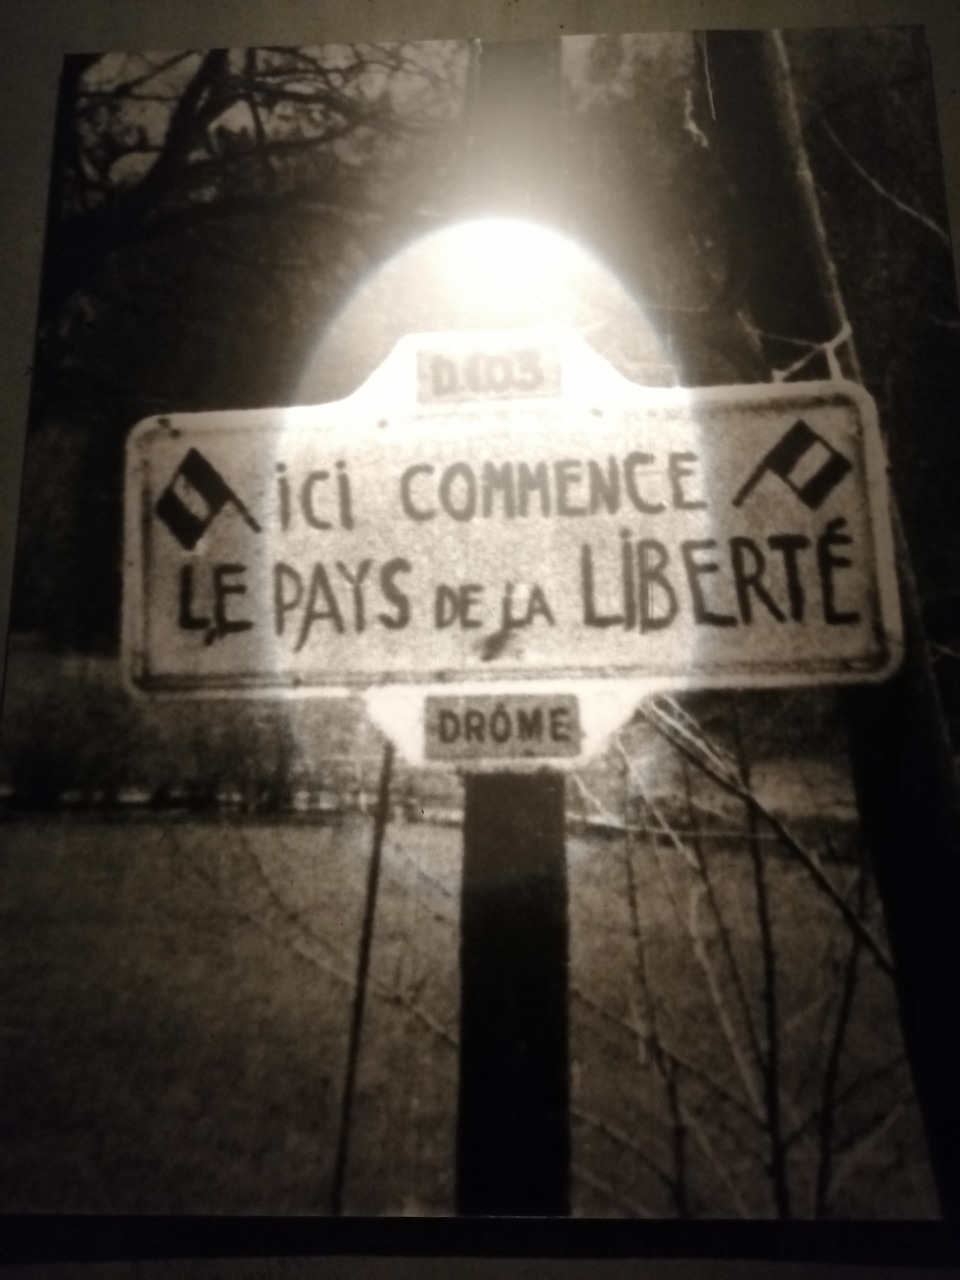 D.103
iCi COMMENCE
LE PAYS DE LA LiBERTÉ
DRÔME